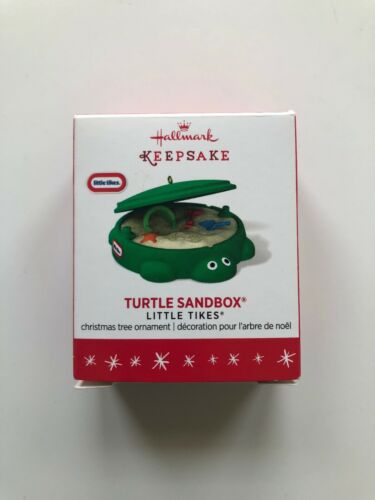 Hallmark
KEEPSAKE
little tikes.
TURTLE SANDBOX®
LITTLE TIKES®
christmas tree ornament | décoration pour l'arbre de noël